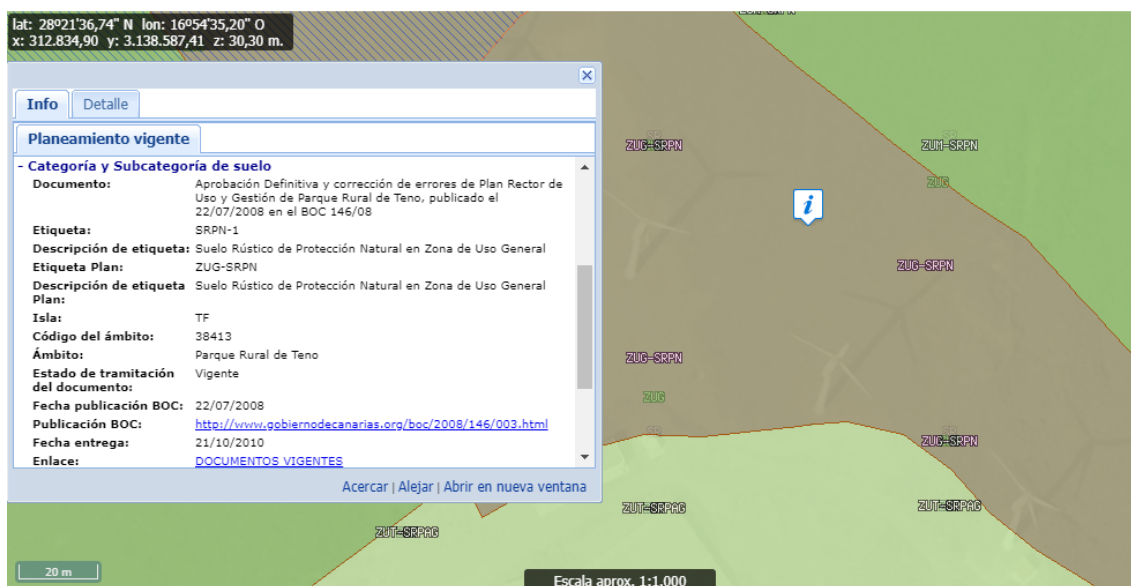 lat: 28º21'36,74" N  lon: 16º54'35,20" O
x: 312.834,90  y: 3.138.587,41  z: 30,30 m.
Info
Detalle
Planeamiento vigente
- Categoría y Subcategoría de suelo
Documento: Aprobación Definitiva y corrección de errores de Plan Rector de
Uso y Gestión de Parque Rural de Teno, publicado el
22/07/2008 en el BOC 146/08
Etiqueta: SRPN-1
Descripción de etiqueta: Suelo Rústico de Protección Natural en Zona de Uso General
Etiqueta Plan: ZUG-SRPN
Descripción de etiqueta Suelo Rústico de Protección Natural en Zona de Uso General
Plan:
Isla: TF
Código del ámbito: 38413
Ámbito: Parque Rural de Teno
Estado de tramitación Vigente
del documento:
Fecha publicación BOC: 22/07/2008
Publicación BOC: http://www.gobiernodecanarias.org/boc/2008/146/003.html
Fecha entrega: 21/10/2010
Enlace: DOCUMENTOS VIGENTES
Acercar | Alejar | Abrir en nueva ventana
ZUG-SRPN
ZUM-SRPN
ZUG
i
ZUG-SRPN
ZUG-SRPN
ZUG
ZUG-SRPN
ZUT-SRPAG
ZUT-SRPAG
ZUT-SRPAG
20 m
Escala aprox. 1:1.000